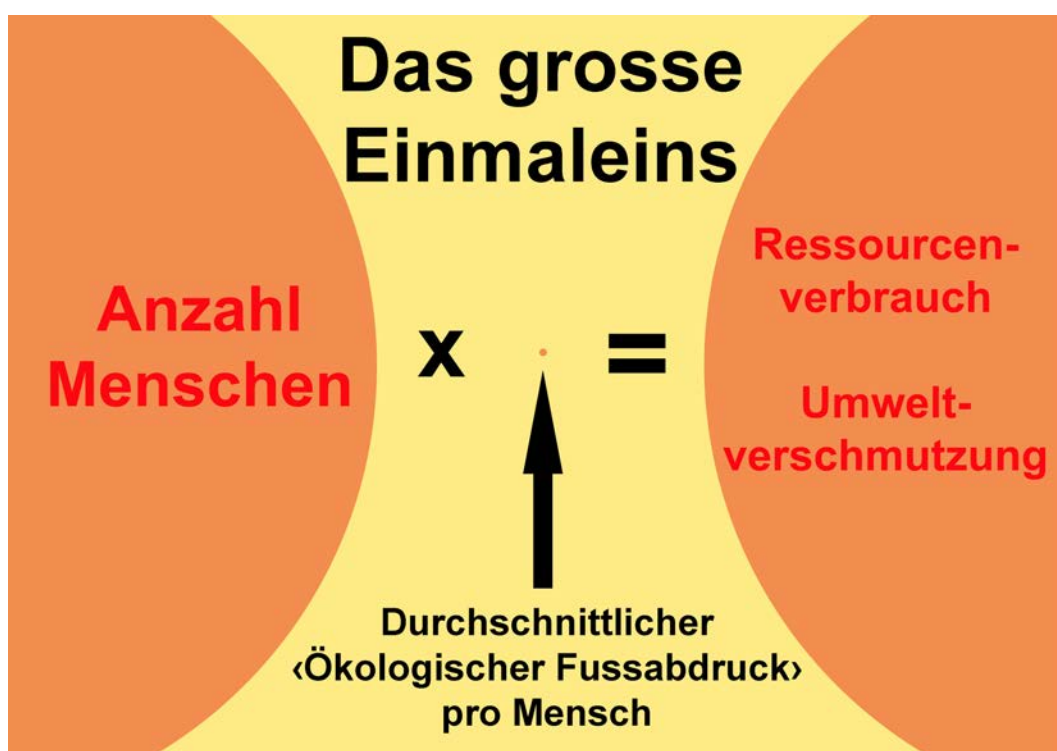 Das grosse
Einmaleins
Anzahl
Menschen
x
=
Ressourcen-
verbrauch
Umwelt-
verschmutzung
Durchschnittlicher
‹Ökologischer Fussabdruck›
pro Mensch